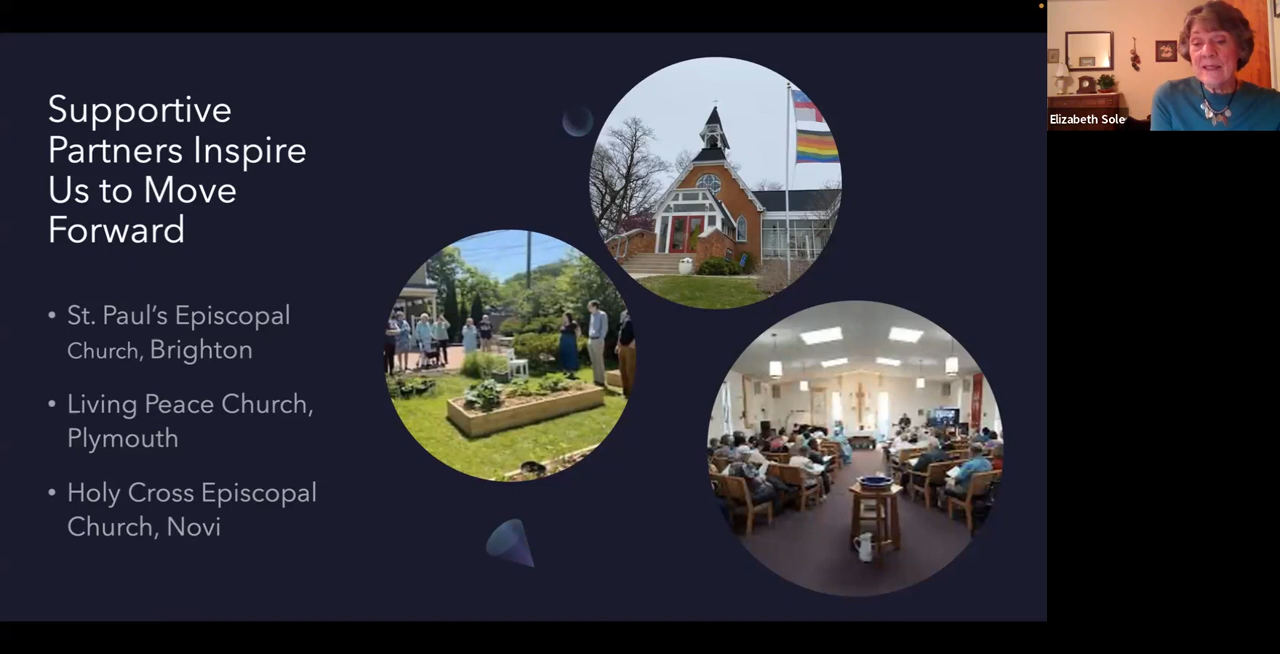 Supportive
Partners Inspire
Us to Move
Forward
• St. Paul’s Episcopal
Church, Brighton
• Living Peace Church,
Plymouth
• Holy Cross Episcopal
Church, Novi
Elizabeth Sole